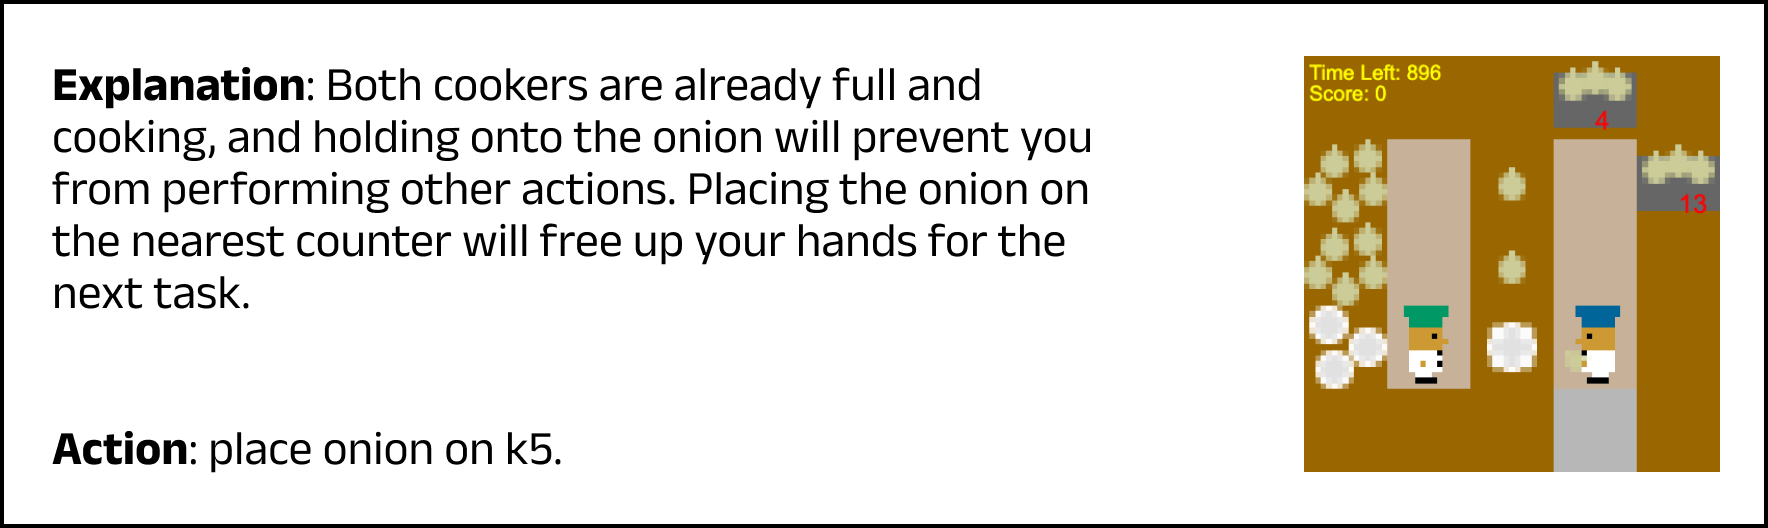 Explanation: Both cookers are already full and
cooking, and holding onto the onion will prevent you
from performing other actions. Placing the onion on
the nearest counter will free up your hands for the
next task.
Action: place onion on k5.
Time Left: 896
Score: 0
4
13